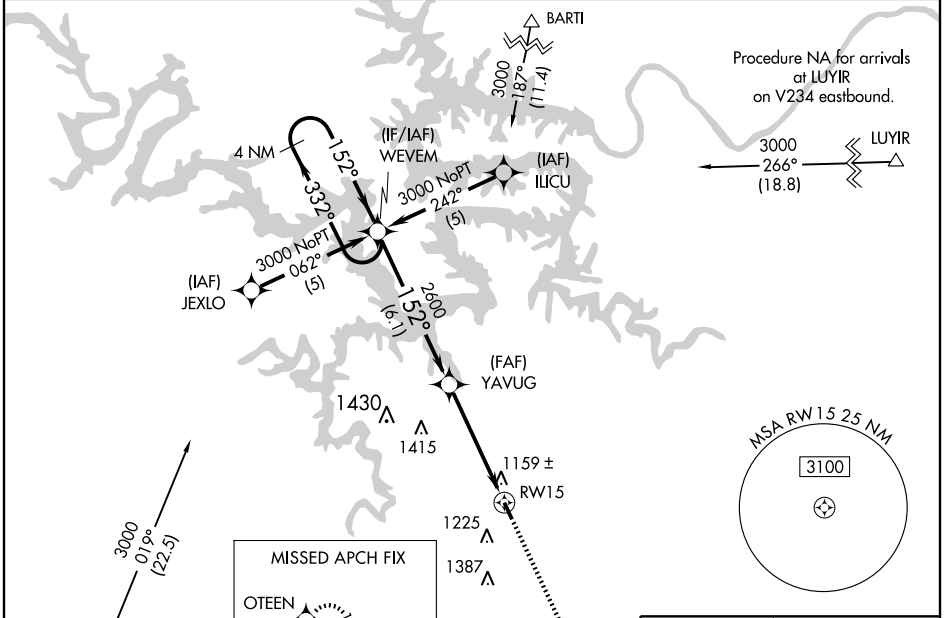 BARTI
3000
187°
(11.4)
Procedure NA for arrivals
at LUYIR
on V234 eastbound.
LUYIR
3000
266°
(18.8)
4 NM
152°
332°
(IF/IAF)
WEVEM
(IAF)
ILICU
3000 NoPT
242°
(5)
3000 NoPT
062°
(5)
(IAF)
JEXLO
2600
152°
(6.1)
(FAF)
YAVUG
1430
1415
1159 ±
RW15
1225
1387
MSA RW15 25 NM
3100
3000
019°
(22.5)
MISSED APCH FIX
OTEEN